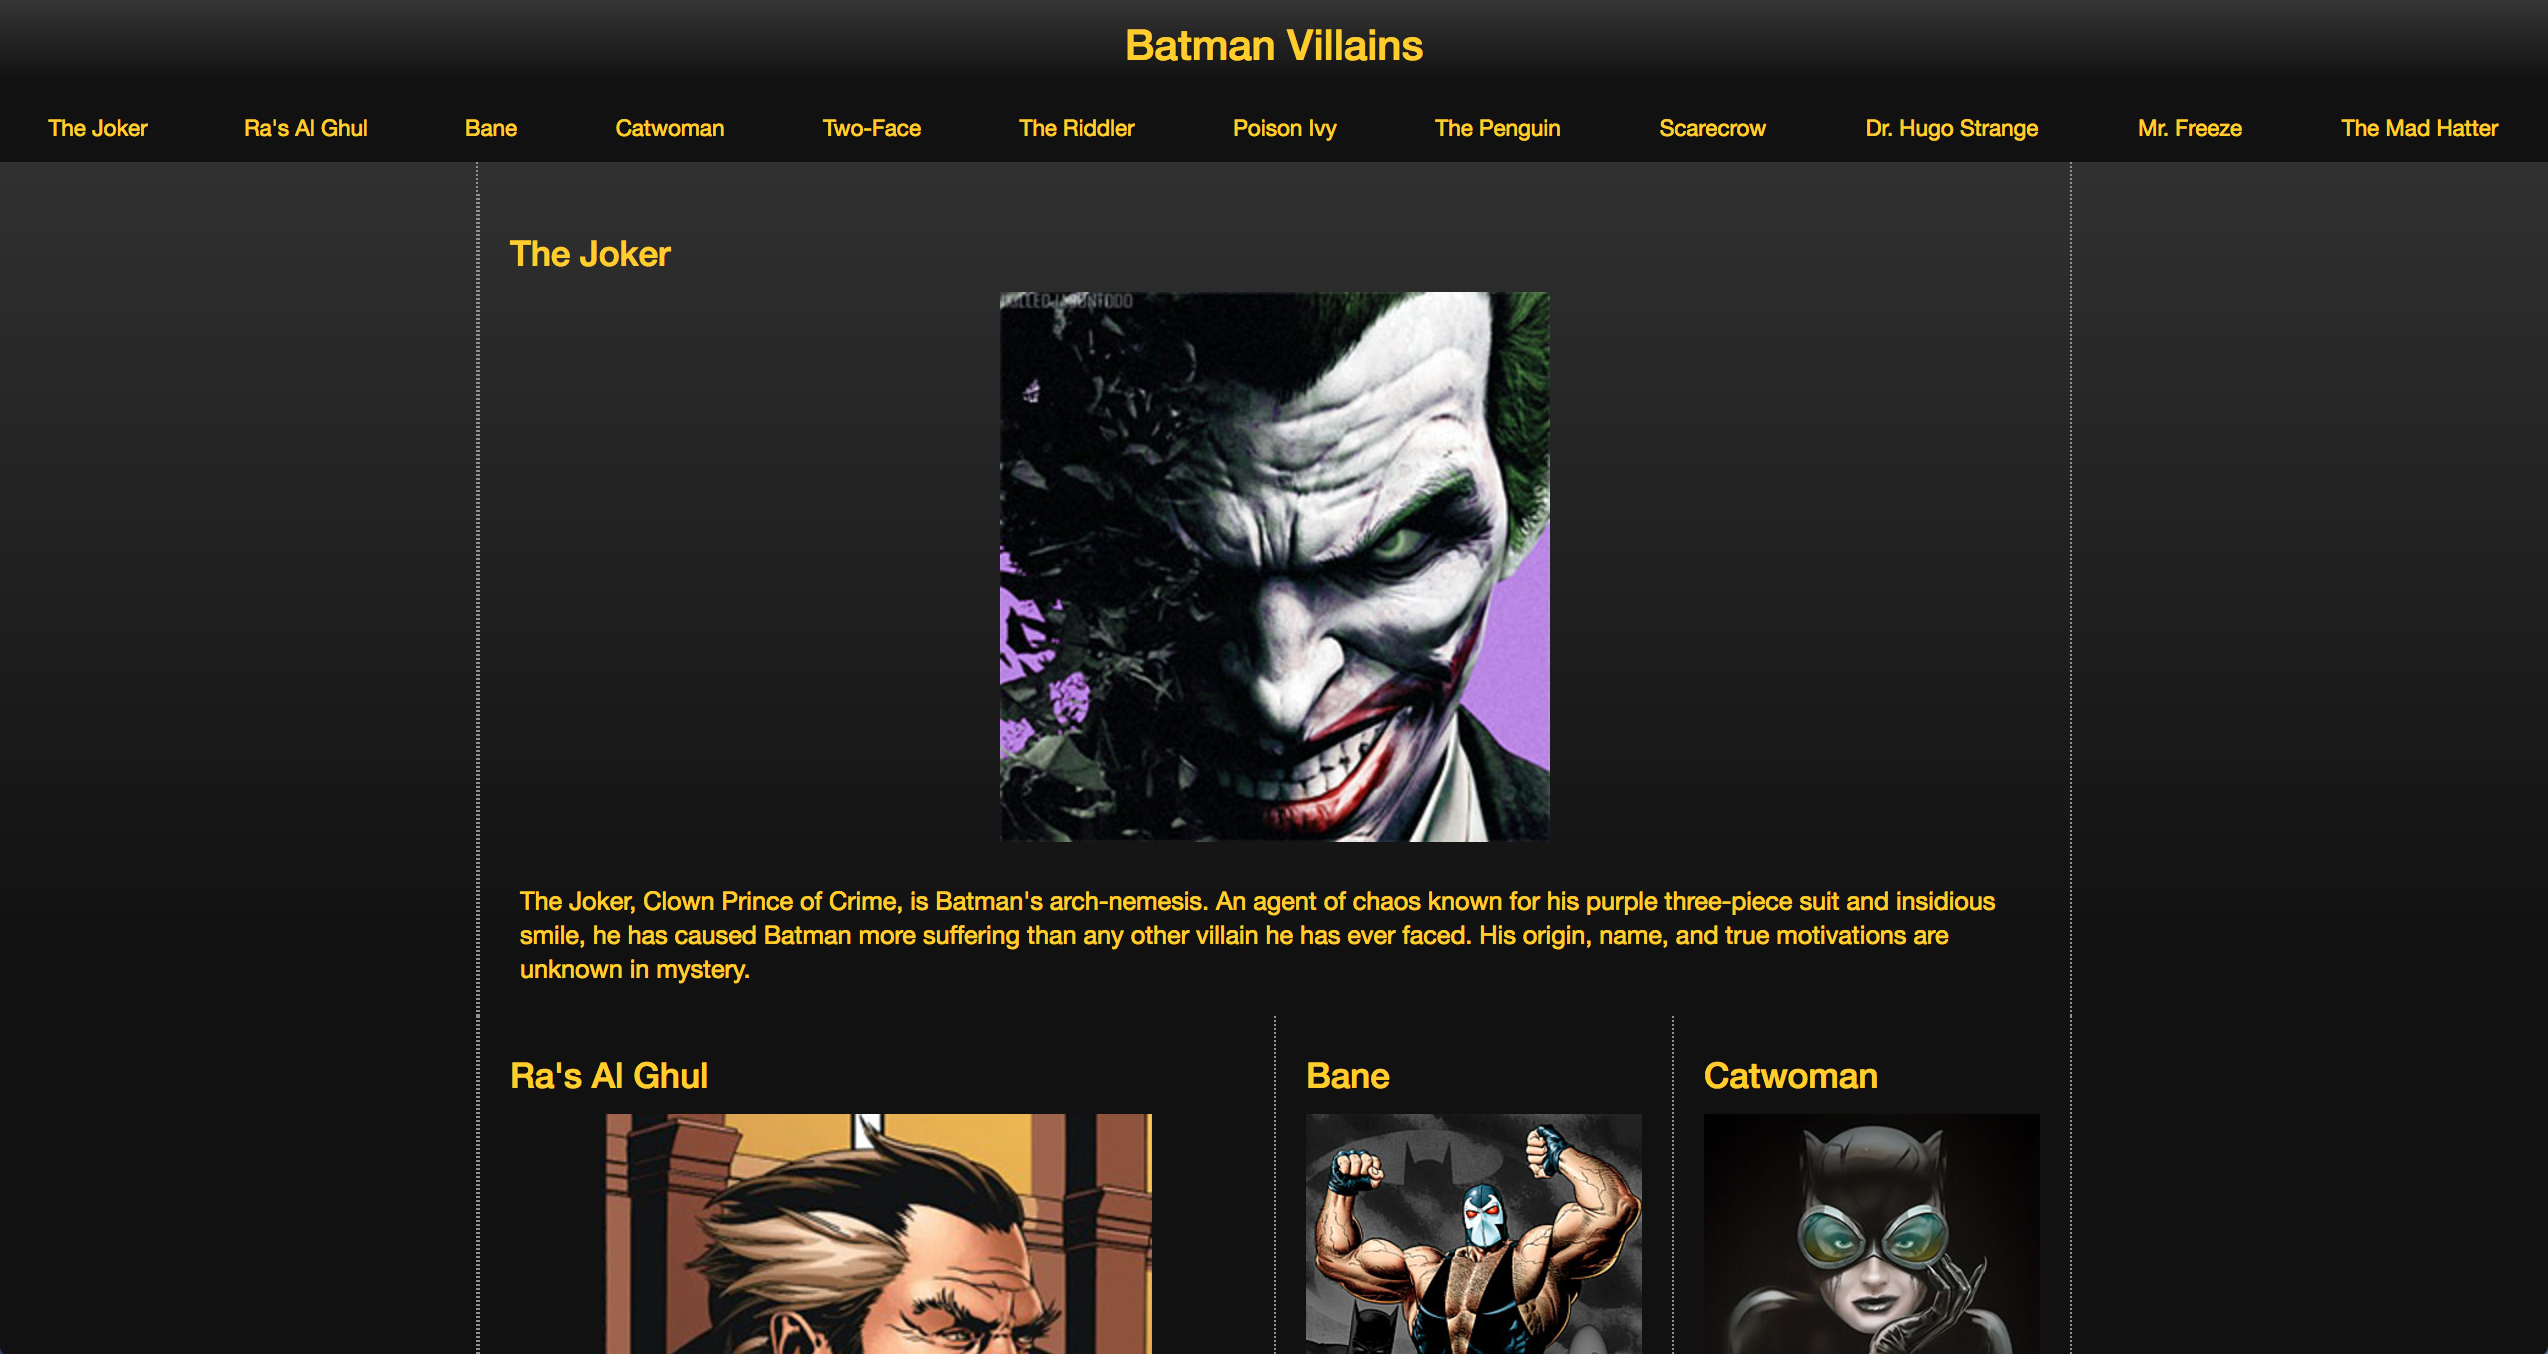 Batman Villains
The Joker Ra's Al Ghul Bane Catwoman Two-Face The Riddler Poison Ivy The Penguin Scarecrow Dr. Hugo Strange Mr. Freeze The Mad Hatter
The Joker
The Joker, Clown Prince of Crime, is Batman's arch-nemesis. An agent of chaos known for his purple three-piece suit and insidious
smile, he has caused Batman more suffering than any other villain he has ever faced. His origin, name, and true motivations are
unknown in mystery.
Ra's Al Ghul
Bane
Catwoman